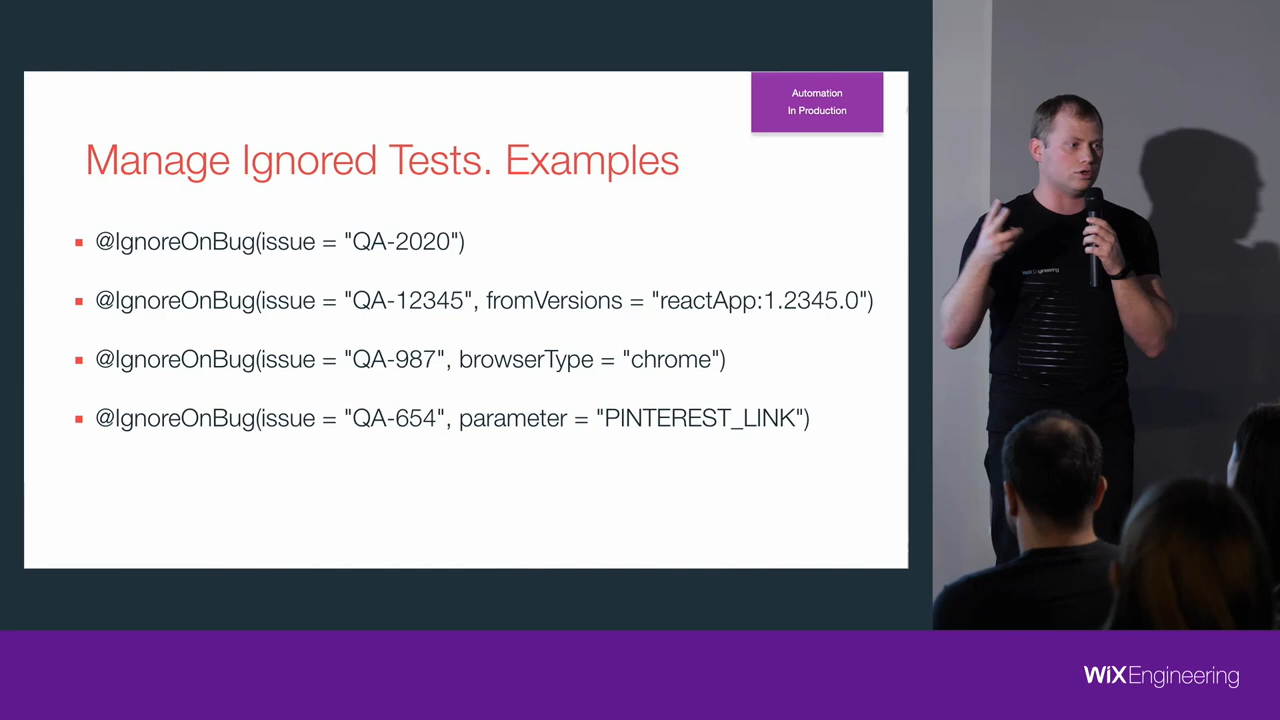 Automation
In Production
Manage Ignored Tests. Examples
@IgnoreOnBug(issue = "QA-2020")
@IgnoreOnBug(issue = "QA-12345", fromVersions = "reactApp:1.2345.0")
@IgnoreOnBug(issue = "QA-987", browserType = "chrome")
@IgnoreOnBug(issue = "QA-654", parameter = "PINTEREST_LINK")
WiX Engineering
WiXEngineering